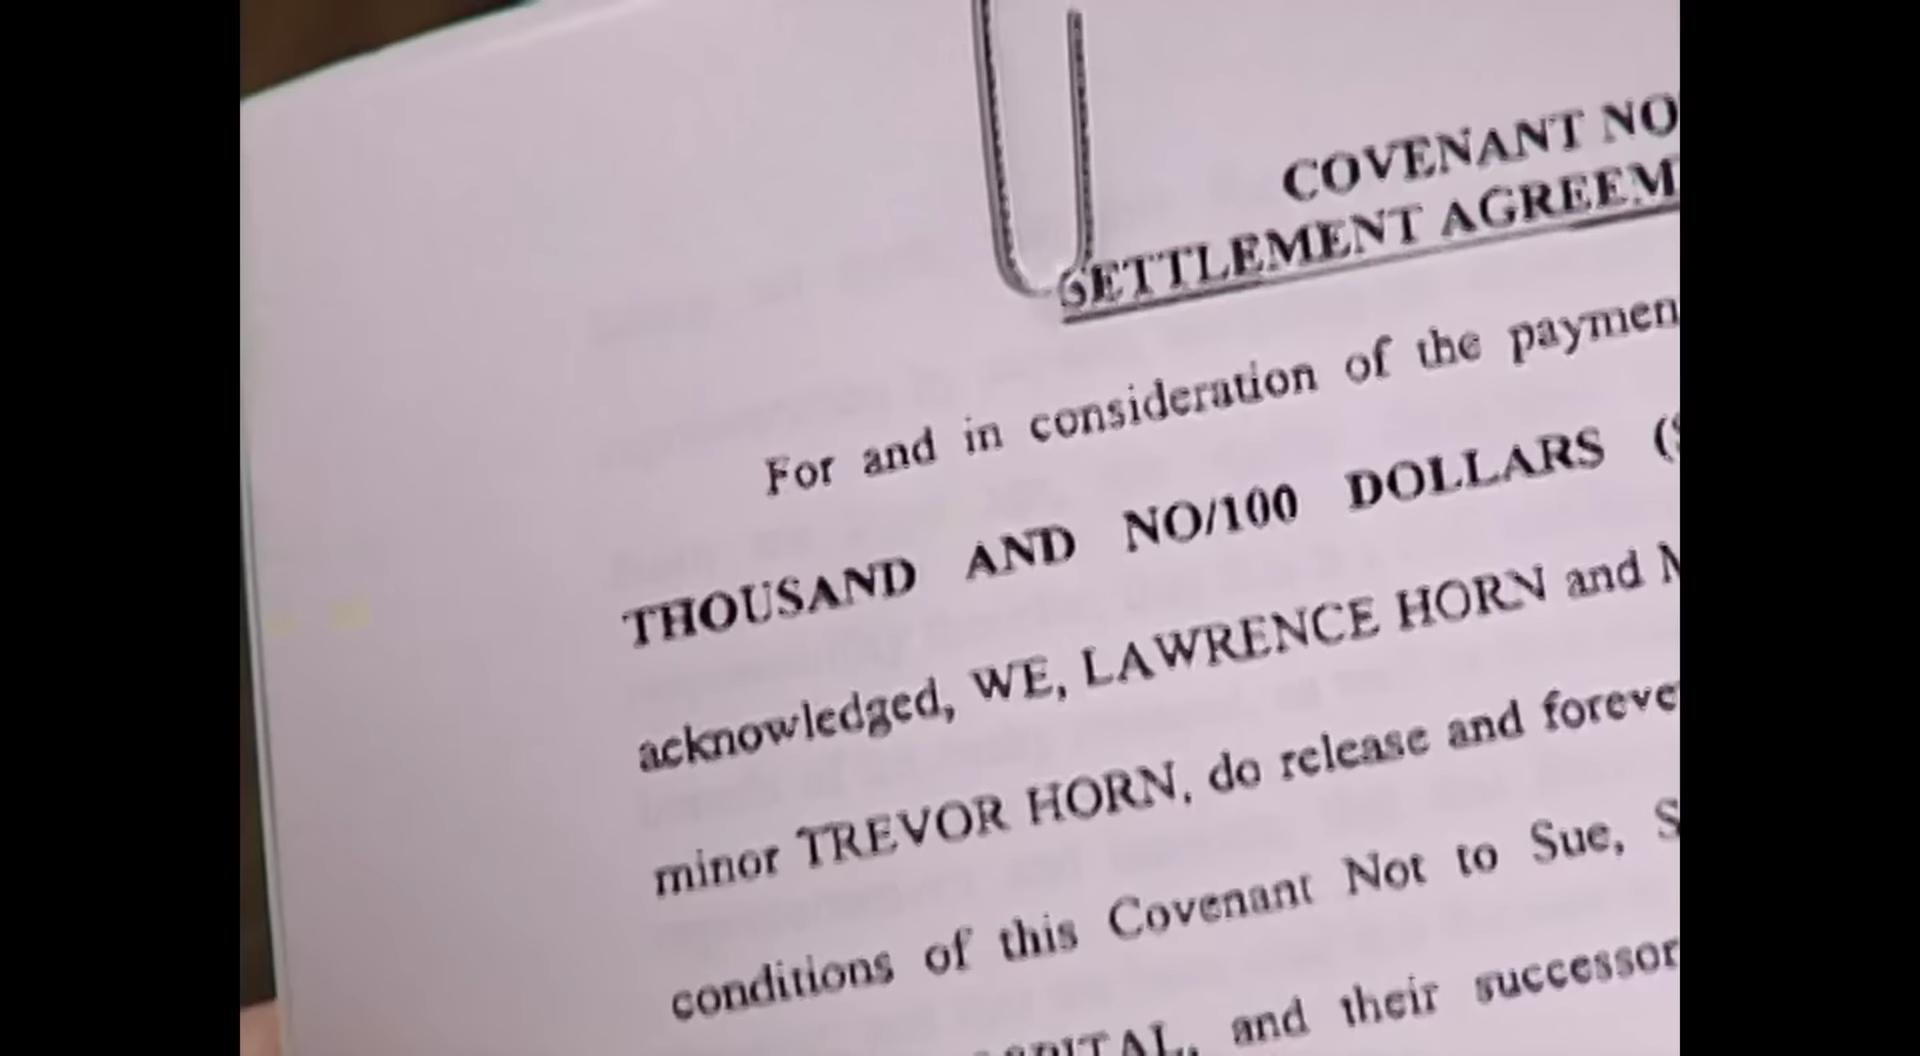 COVENANT NO
SETTLEMENT AGREEM
For and in consideration of the paymen
THOUSAND AND NO/100 DOLLARS ($
acknowledged, WE, LAWRENCE HORN and M
minor TREVOR HORN, do release and foreve
conditions of this Covenant Not to Sue, S
PITAL, and their successor